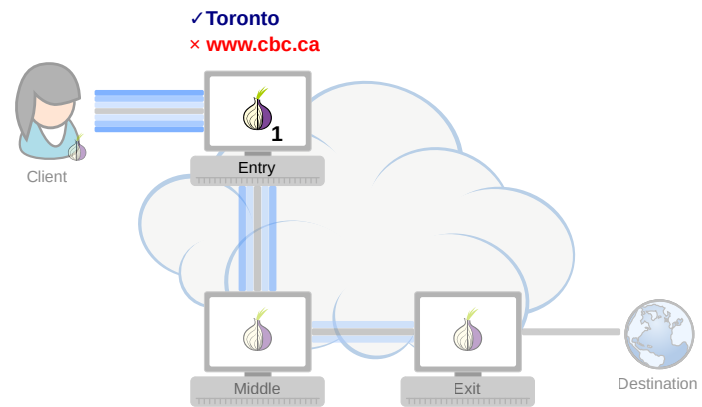 ✓Toronto
× www.cbc.ca
1
Entry
Client
Middle
Exit
Destination